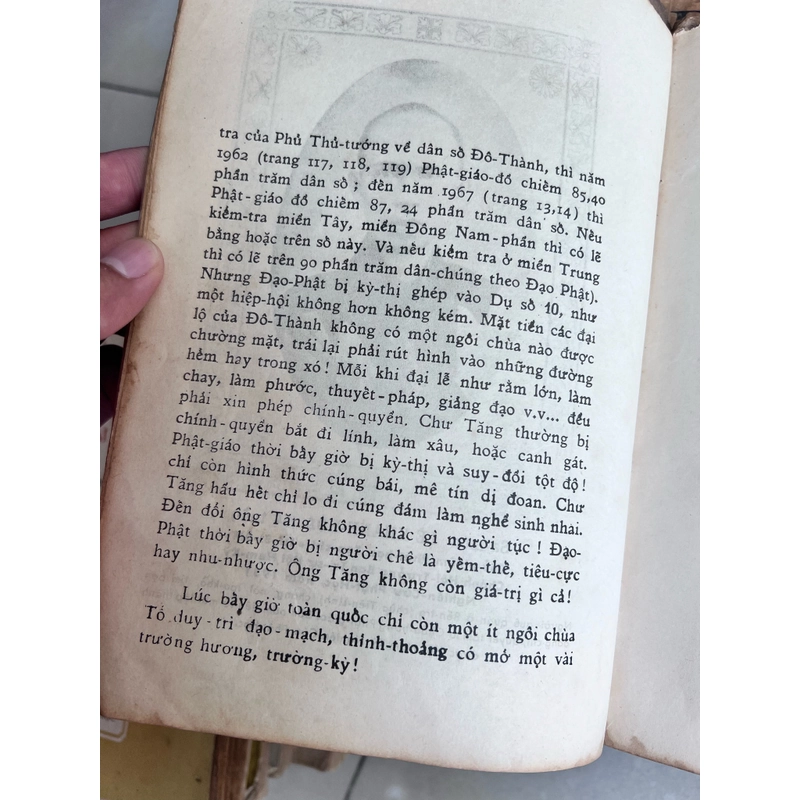 tra của Phủ Thủ-tướng về dân số Đô-Thành, thì năm
1962 (trang 117, 118, 119) Phật-giáo-đồ chiếm 85,40
phần trăm dân số ; đến năm 1967 (trang 13,14) thì
Phật-giáo đồ chiếm 87, 24 phần trăm dân số. Nếu
kiểm-tra miền Tây, miền Đông Nam-phần thì có lẽ
bằng hoặc trên số này. Và nếu kiểm tra ở miền Trung
thì có lẽ trên 90 phần trăm dân-chúng theo Đạo Phật).
Nhưng Đạo-Phật bị kỳ-thị ghép vào Dụ số 10, như
một hiệp-hội không hơn không kém. Mặt tiền các đại
lộ của Đô-Thành không có một ngôi chùa nào được
chường mặt, trái lại phải rút hình vào những đường
hẻm hay trong xó ! Mỗi khi đại lễ như rằm lớn, làm
chay, làm phước, thuyết-pháp, giảng đạo v.v... đều
phải xin phép chính-quyền. Chư Tăng thường bị
chính-quyền bắt đi lính, làm xâu, hoặc canh gát.
Phật-giáo thời bấy giờ bị kỳ-thị và suy-đồi tột độ !
chỉ còn hình thức cúng bái, mê tín dị đoan. Chư
Tăng hầu hết chỉ lo đi cúng đám làm nghề sinh nhai.
Đến đỗi ông Tăng không khác gì người tục ! Đạo-
Phật thời bấy giờ bị người chê là yếm-thế, tiêu-cực
hay nhu-nhược. Ông Tăng không còn giá-trị gì cả!
Lúc bấy giờ toàn quốc chỉ còn một ít ngôi chùa
Tổ duy-trì đạo-mạch, thỉnh-thoảng có mở một vài
trường hương, trường-kỳ !